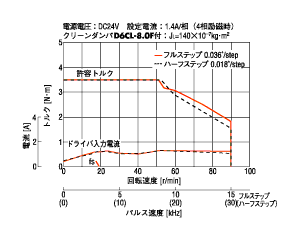 電源電圧：DC24V　設定電流：1.4A/相（4相励磁時）
クリーンダンパD6CL-8.0F付：JL=140×10⁻⁷kg·m²
フルステップ 0.036˚/step
ハーフステップ 0.018˚/step
許容トルク
ドライバ入力電流
fs
電流 [A]
トルク [N·m]
4
3
2
1
0
4
2
0
0 10 20 30 40 50 60 70 80 90 100
回転速度 [r/min]
0 5 10 15 フルステップ
(0) (10) (20) (30) (ハーフステップ)
パルス速度 [kHz]